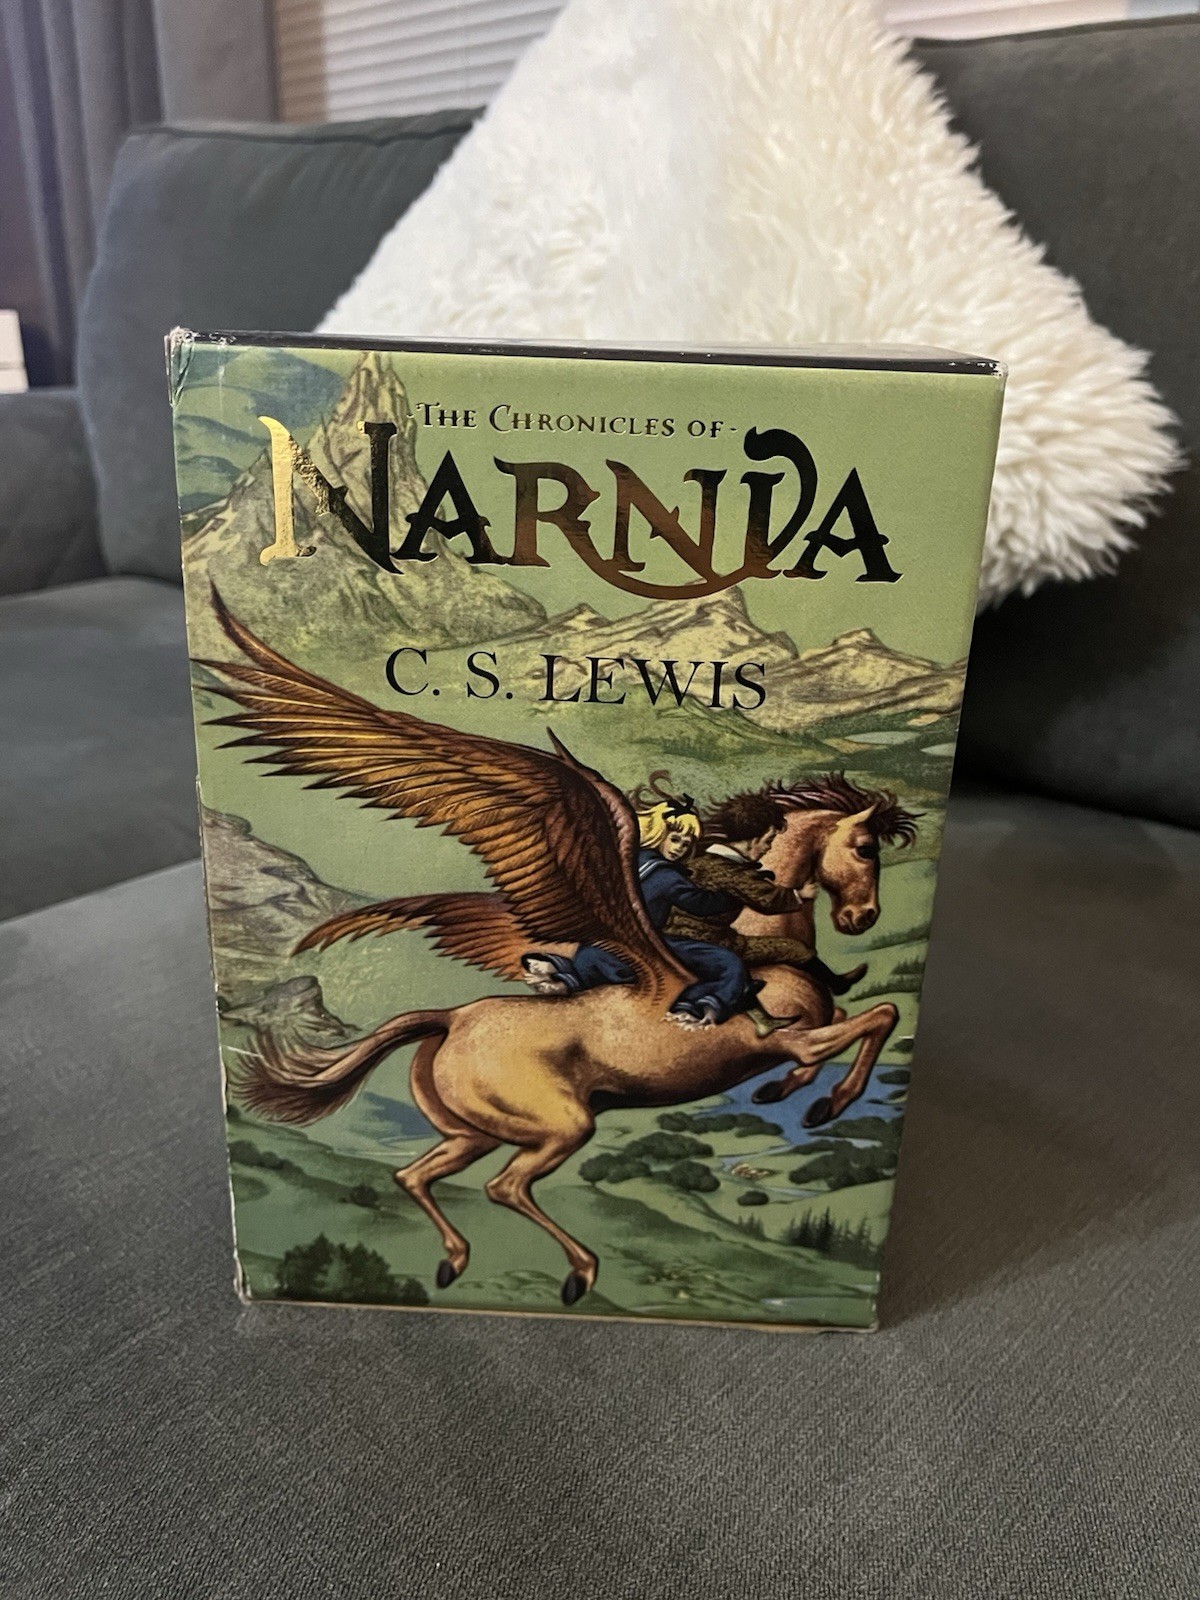 ·THE CHRONICLES OF·
NARNIA
C. S. LEWIS